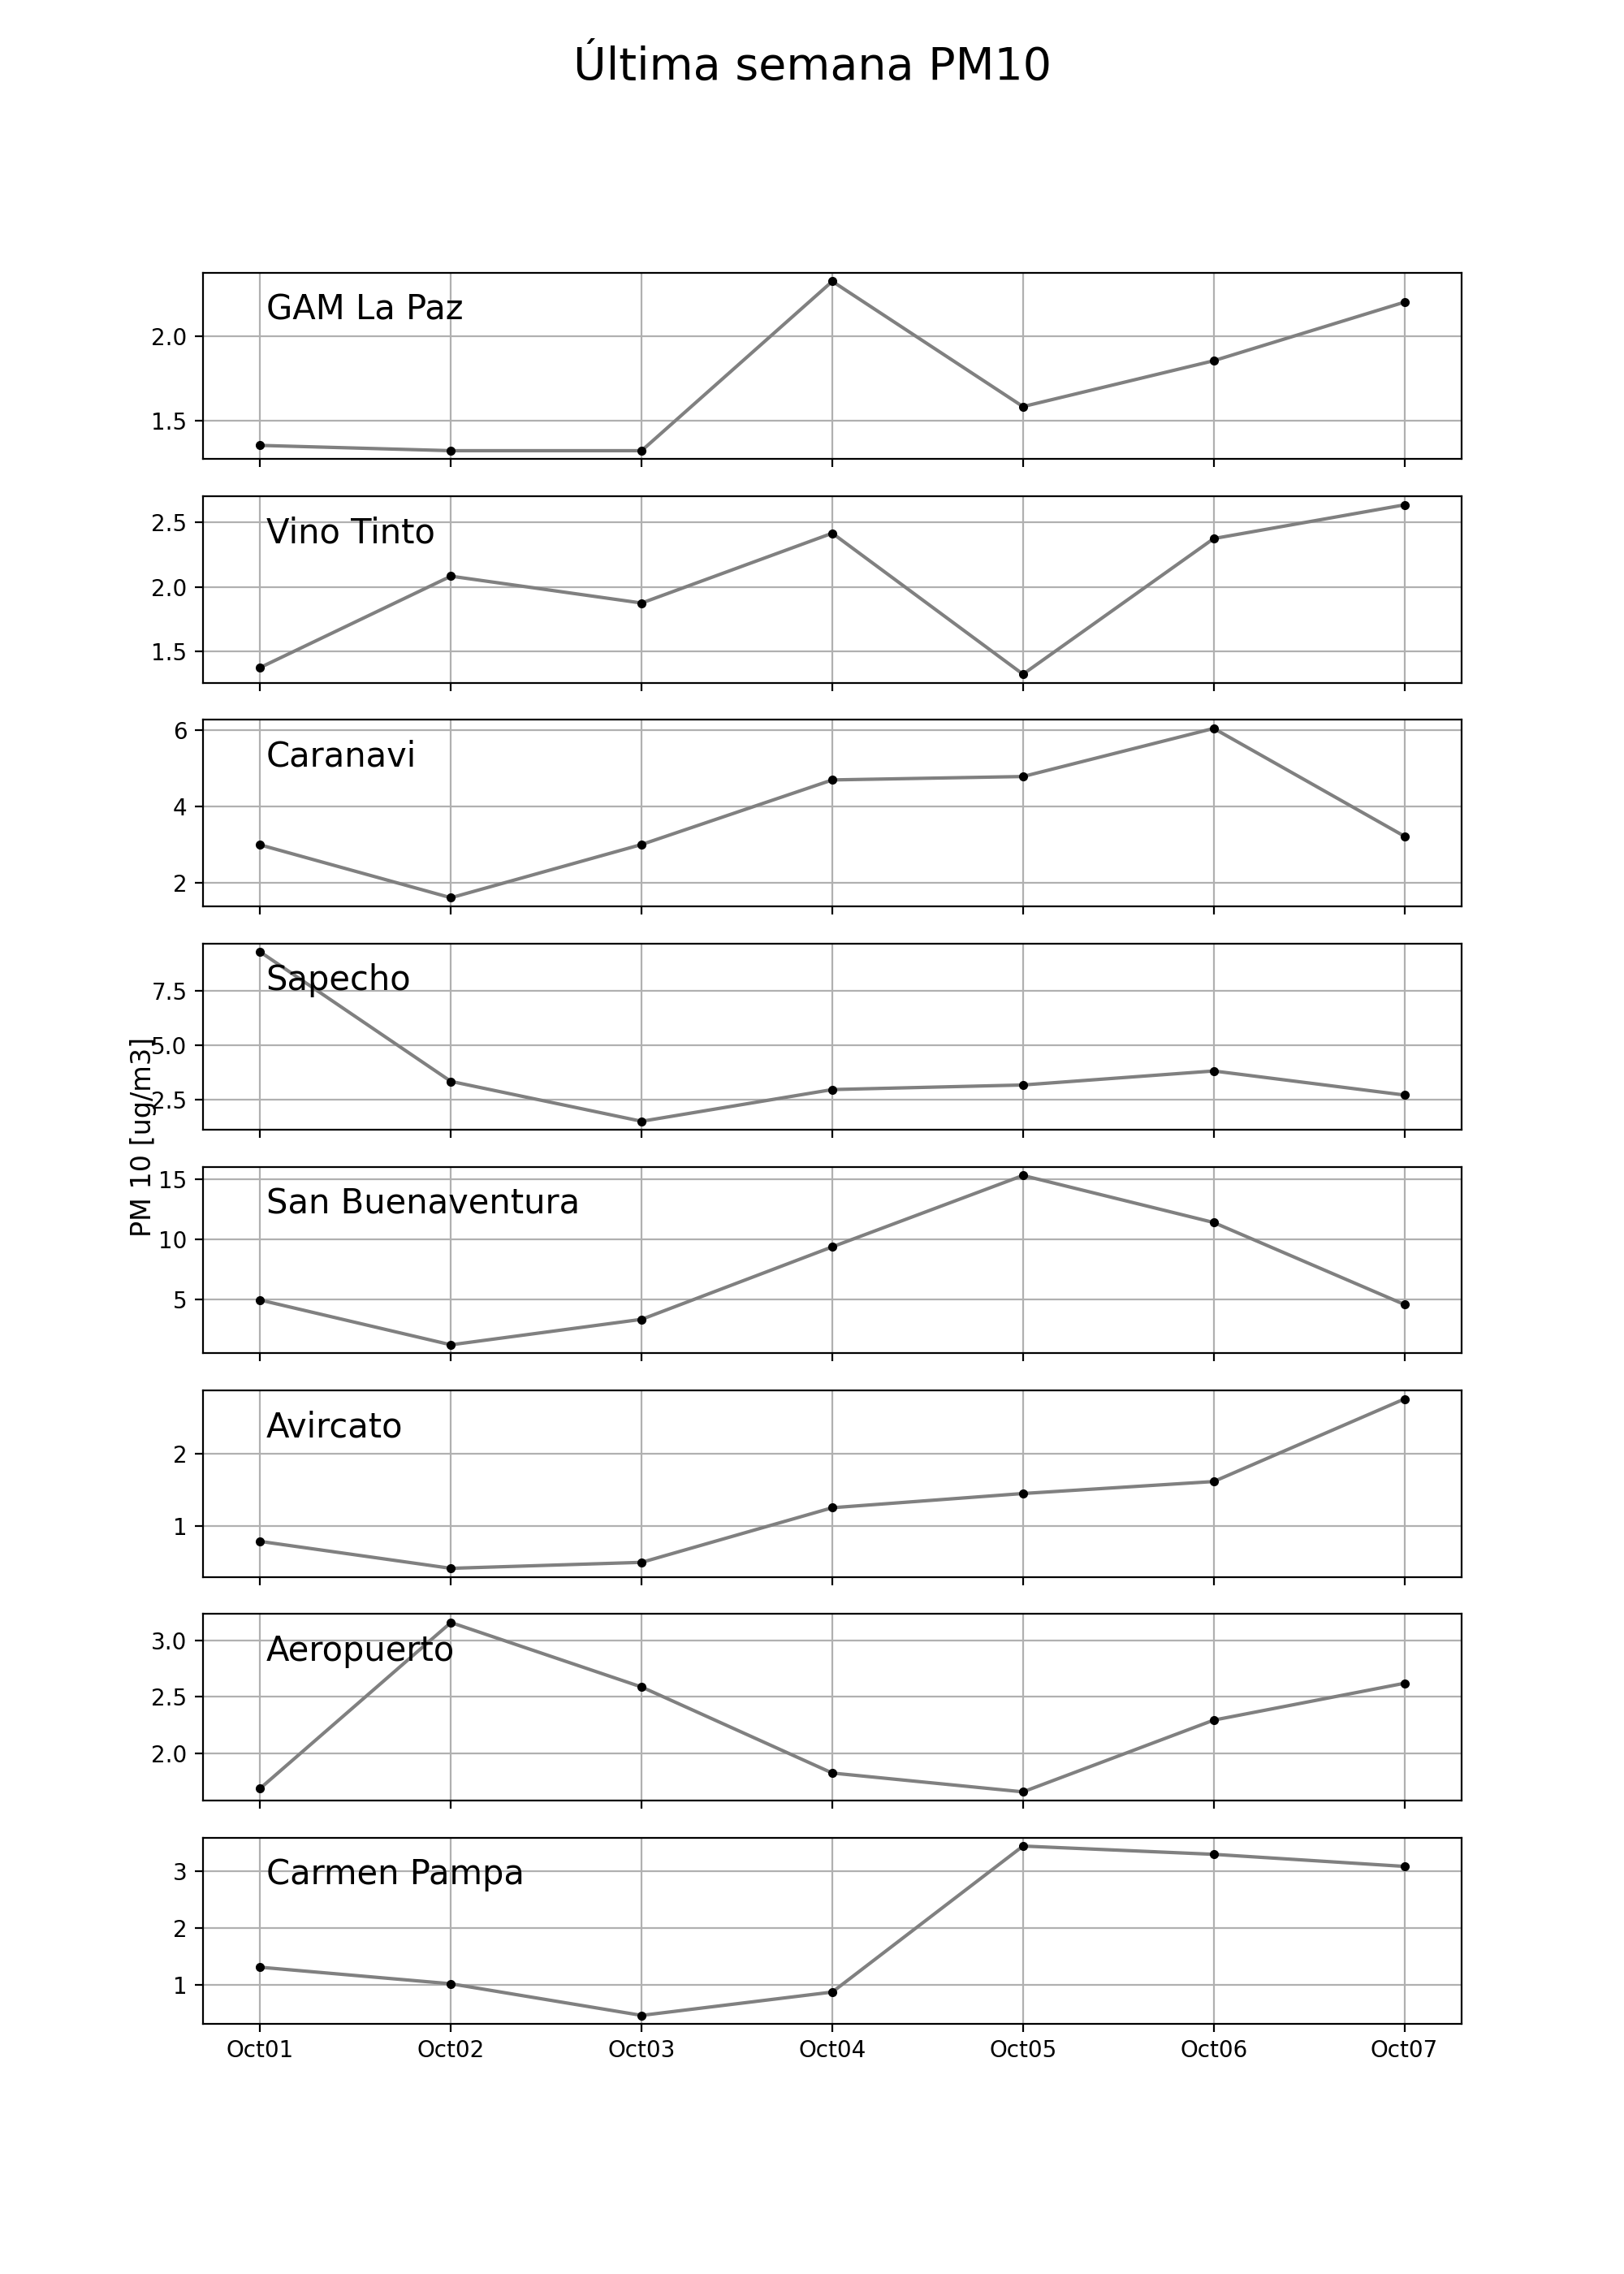 Última semana PM10
GAM La Paz
2.0
1.5
Vino Tinto
2.5
2.0
1.5
Caranavi
6
4
2
Sapecho
7.5
5.0
2.5
PM 10 [ug/m3]
San Buenaventura
15
10
5
Avircato
2
1
Aeropuerto
3.0
2.5
2.0
Carmen Pampa
3
2
1
Oct01 Oct02 Oct03 Oct04 Oct05 Oct06 Oct07